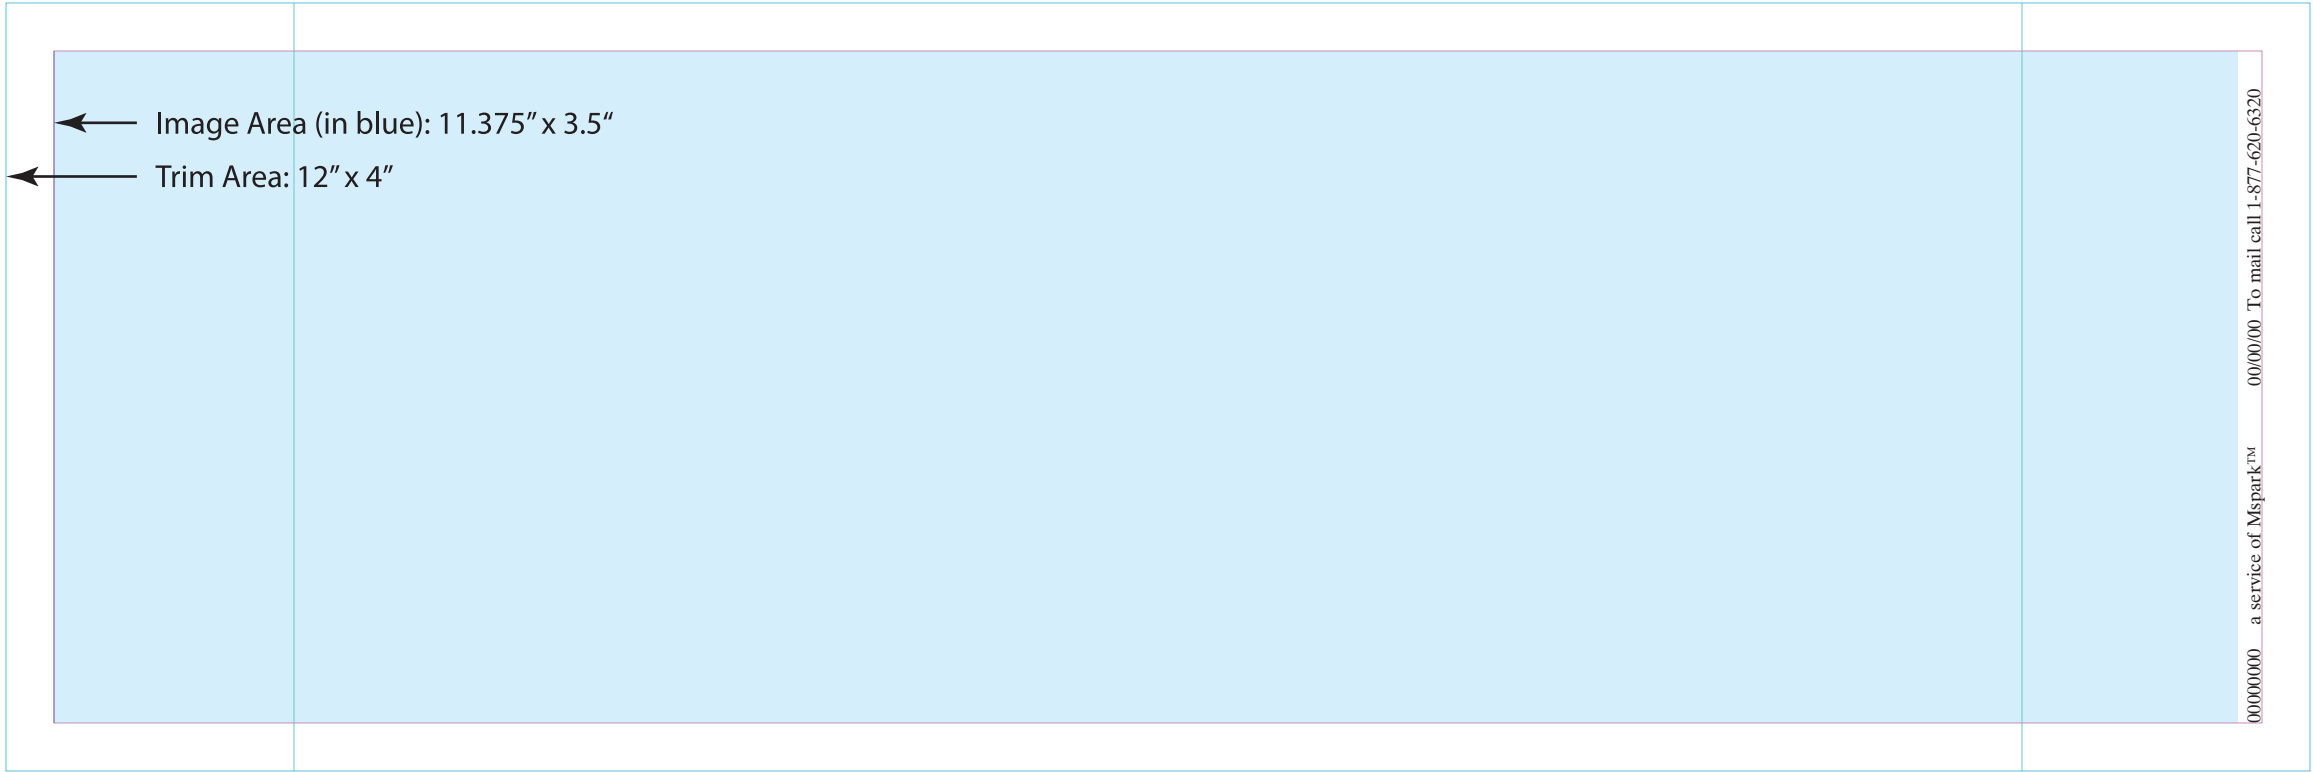 Image Area (in blue): 11.375” x 3.5“
Trim Area: 12” x 4”
00000000 a service of Mspark™ 00/00/00 To mail call 1-877-620-6320